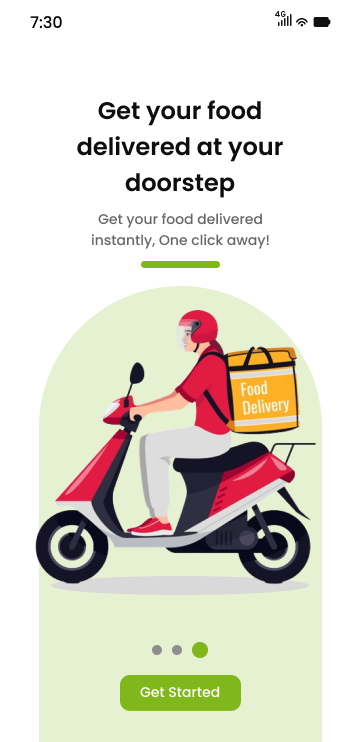 7:30
4G
Get your food
delivered at your
doorstep
Get your food delivered
instantly, One click away!
Food
Delivery
Get Started